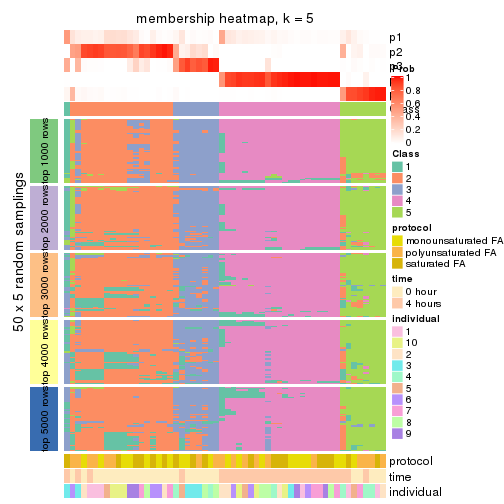 membership heatmap, k = 5
p1
p2
p3
Prob
1
0.8
0.6
0.4
0.2
0
Class
1
2
3
4
5
protocol
monounsaturated FA
polyunsaturated FA
saturated FA
time
0 hour
4 hours
individual
1
10
2
3
4
5
6
7
8
9
50 x 5 random samplings
top 1000 rows
top 2000 rows
top 3000 rows
top 4000 rows
top 5000 rows
protocol
time
individual